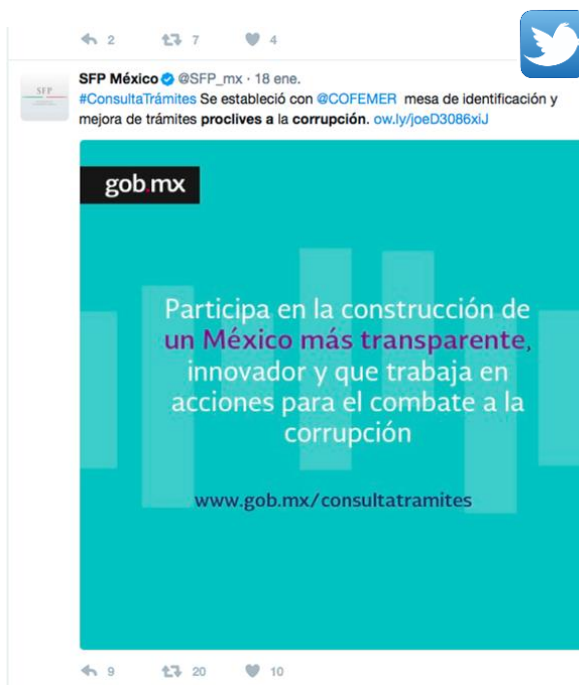 2 7 4
SFP México @SFP_mx · 18 ene.
#ConsultaTrámites Se estableció con @COFEMER mesa de identificación y
mejora de trámites proclives a la corrupción. ow.ly/joeD3086xiJ
SFP
gob.mx
Participa en la construcción de
un México más transparente,
innovador y que trabaja en
acciones para el combate a la
corrupción
www.gob.mx/consultatramites
9 20 10